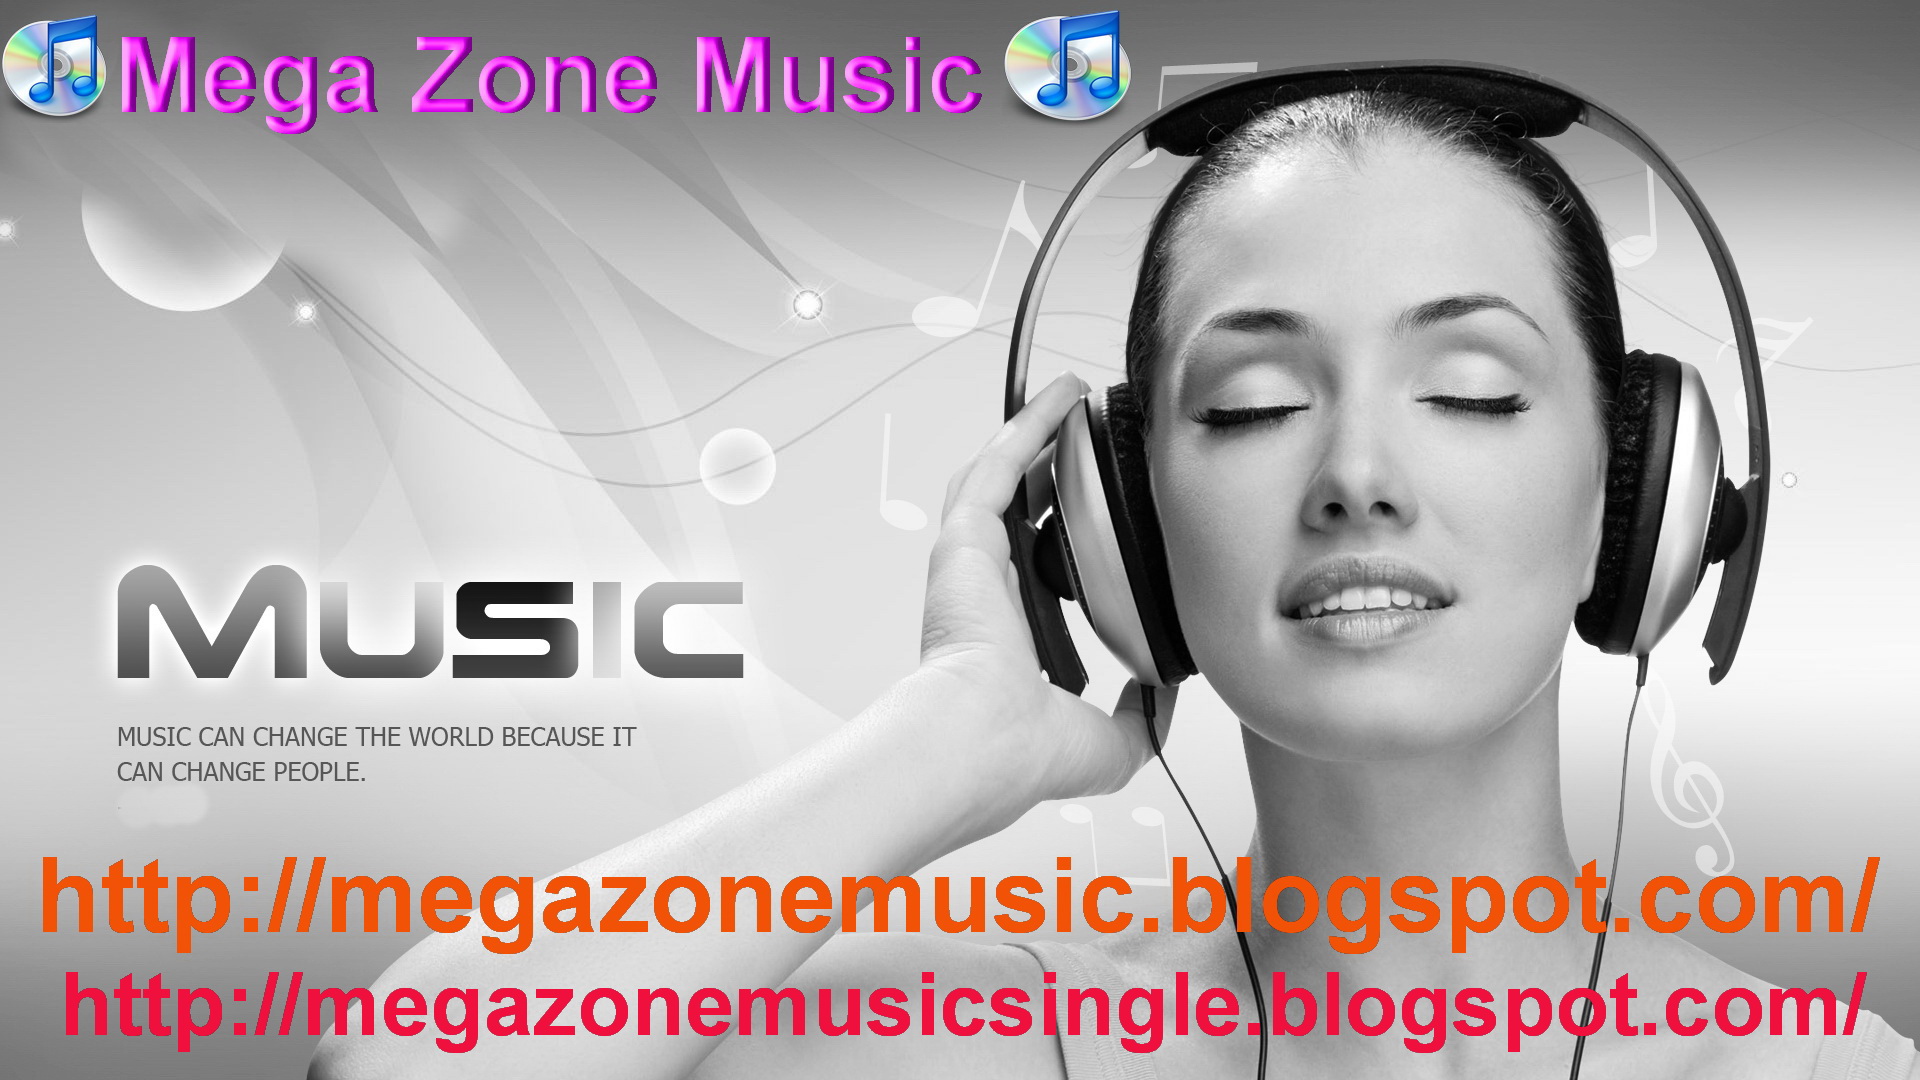 Mega Zone Music
Music
MUSIC CAN CHANGE THE WORLD BECAUSE IT
CAN CHANGE PEOPLE.
http://megazonemusic.blogspot.com/
http://megazonemusicsingle.blogspot.com/